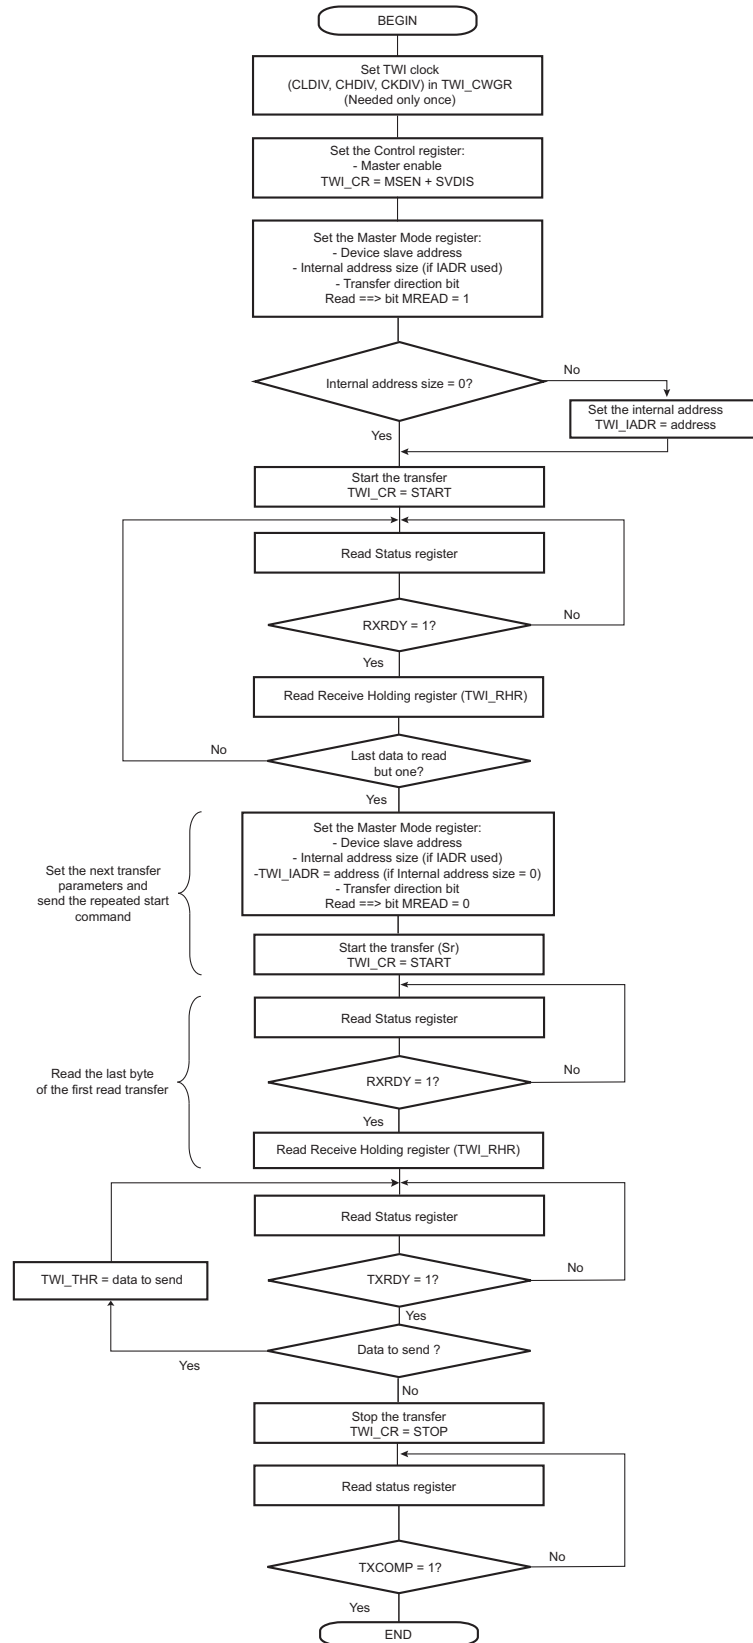 BEGIN
Set TWI clock
(CLDIV, CHDIV, CKDIV) in TWI_CWGR
(Needed only once)
Set the Control register:
- Master enable
TWI_CR = MSEN + SVDIS
Set the Master Mode register:
- Device slave address
- Internal address size (if IADR used)
- Transfer direction bit
Read ==> bit MREAD = 1
Internal address size = 0?
No
Set the internal address
TWI_IADR = address
Yes
Start the transfer
TWI_CR = START
Read Status register
RXRDY = 1?
No
Yes
Read Receive Holding register (TWI_RHR)
Last data to read
but one?
No
Yes
Set the Master Mode register:
- Device slave address
- Internal address size (if IADR used)
-TWI_IADR = address (if Internal address size = 0)
- Transfer direction bit
Read ==> bit MREAD = 0
Set the next transfer
parameters and
send the repeated start
command
Start the transfer (Sr)
TWI_CR = START
Read Status register
Read the last byte
of the first read transfer
RXRDY = 1?
No
Yes
Read Receive Holding register (TWI_RHR)
Read Status register
TWI_THR = data to send
TXRDY = 1?
No
Yes
Data to send ?
Yes
No
Stop the transfer
TWI_CR = STOP
Read status register
TXCOMP = 1?
No
Yes
END